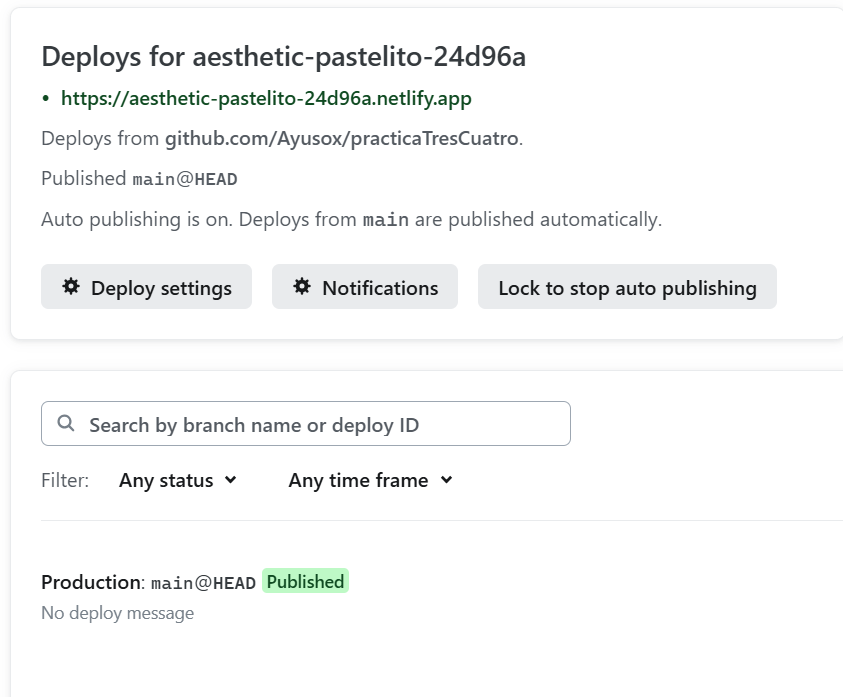 Deploys for aesthetic-pastelito-24d96a
• https://aesthetic-pastelito-24d96a.netlify.app
Deploys from github.com/Ayusox/practicaTresCuatro.
Published main@HEAD
Auto publishing is on. Deploys from main are published automatically.
Deploy settings Notifications Lock to stop auto publishing
Search by branch name or deploy ID
Filter: Any status Any time frame
Production: main@HEAD Published
No deploy message